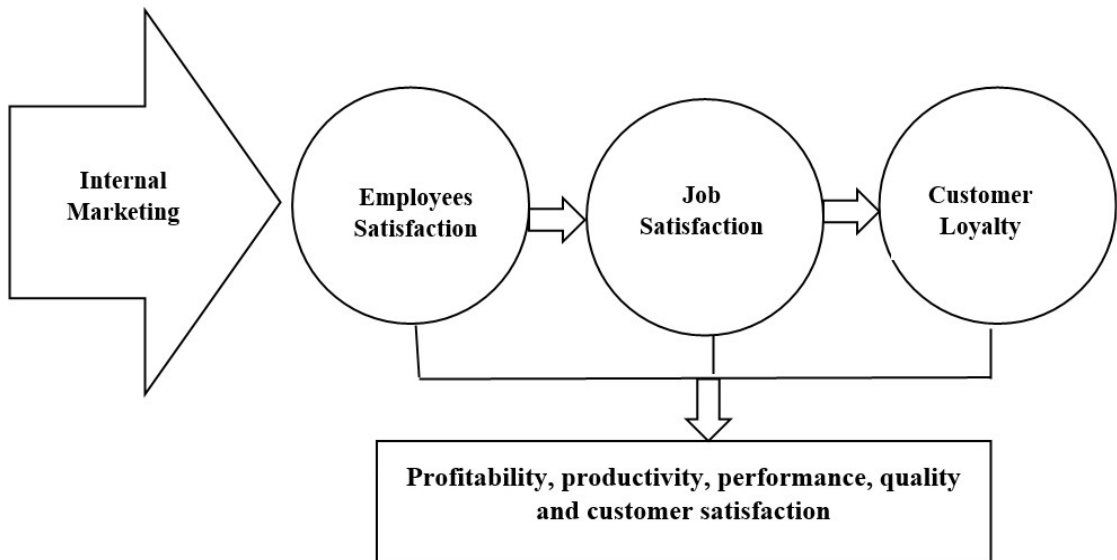 Internal
Marketing
Employees
Satisfaction
Job
Satisfaction
Customer
Loyalty
Profitability, productivity, performance, quality
and customer satisfaction